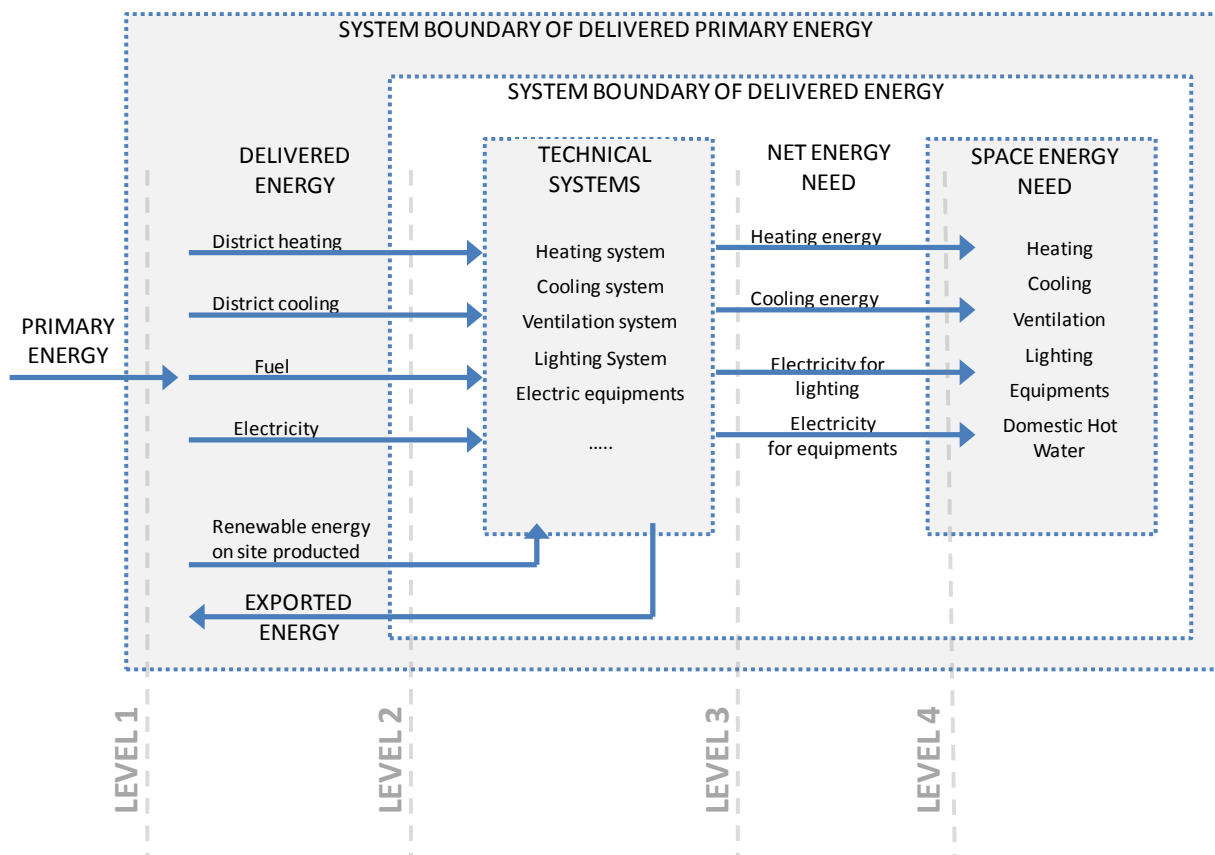 SYSTEM BOUNDARY OF DELIVERED PRIMARY ENERGY
SYSTEM BOUNDARY OF DELIVERED ENERGY
PRIMARY
ENERGY
DELIVERED
ENERGY
District heating
District cooling
Fuel
Electricity
Renewable energy
on site producted
EXPORTED
ENERGY
TECHNICAL
SYSTEMS
Heating system
Cooling system
Ventilation system
Lighting System
Electric equipments
.....
NET ENERGY
NEED
Heating energy
Cooling energy
Electricity for
lighting
Electricity
for equipments
SPACE ENERGY
NEED
Heating
Cooling
Ventilation
Lighting
Equipments
Domestic Hot
Water
LEVEL 1
LEVEL 2
LEVEL 3
LEVEL 4